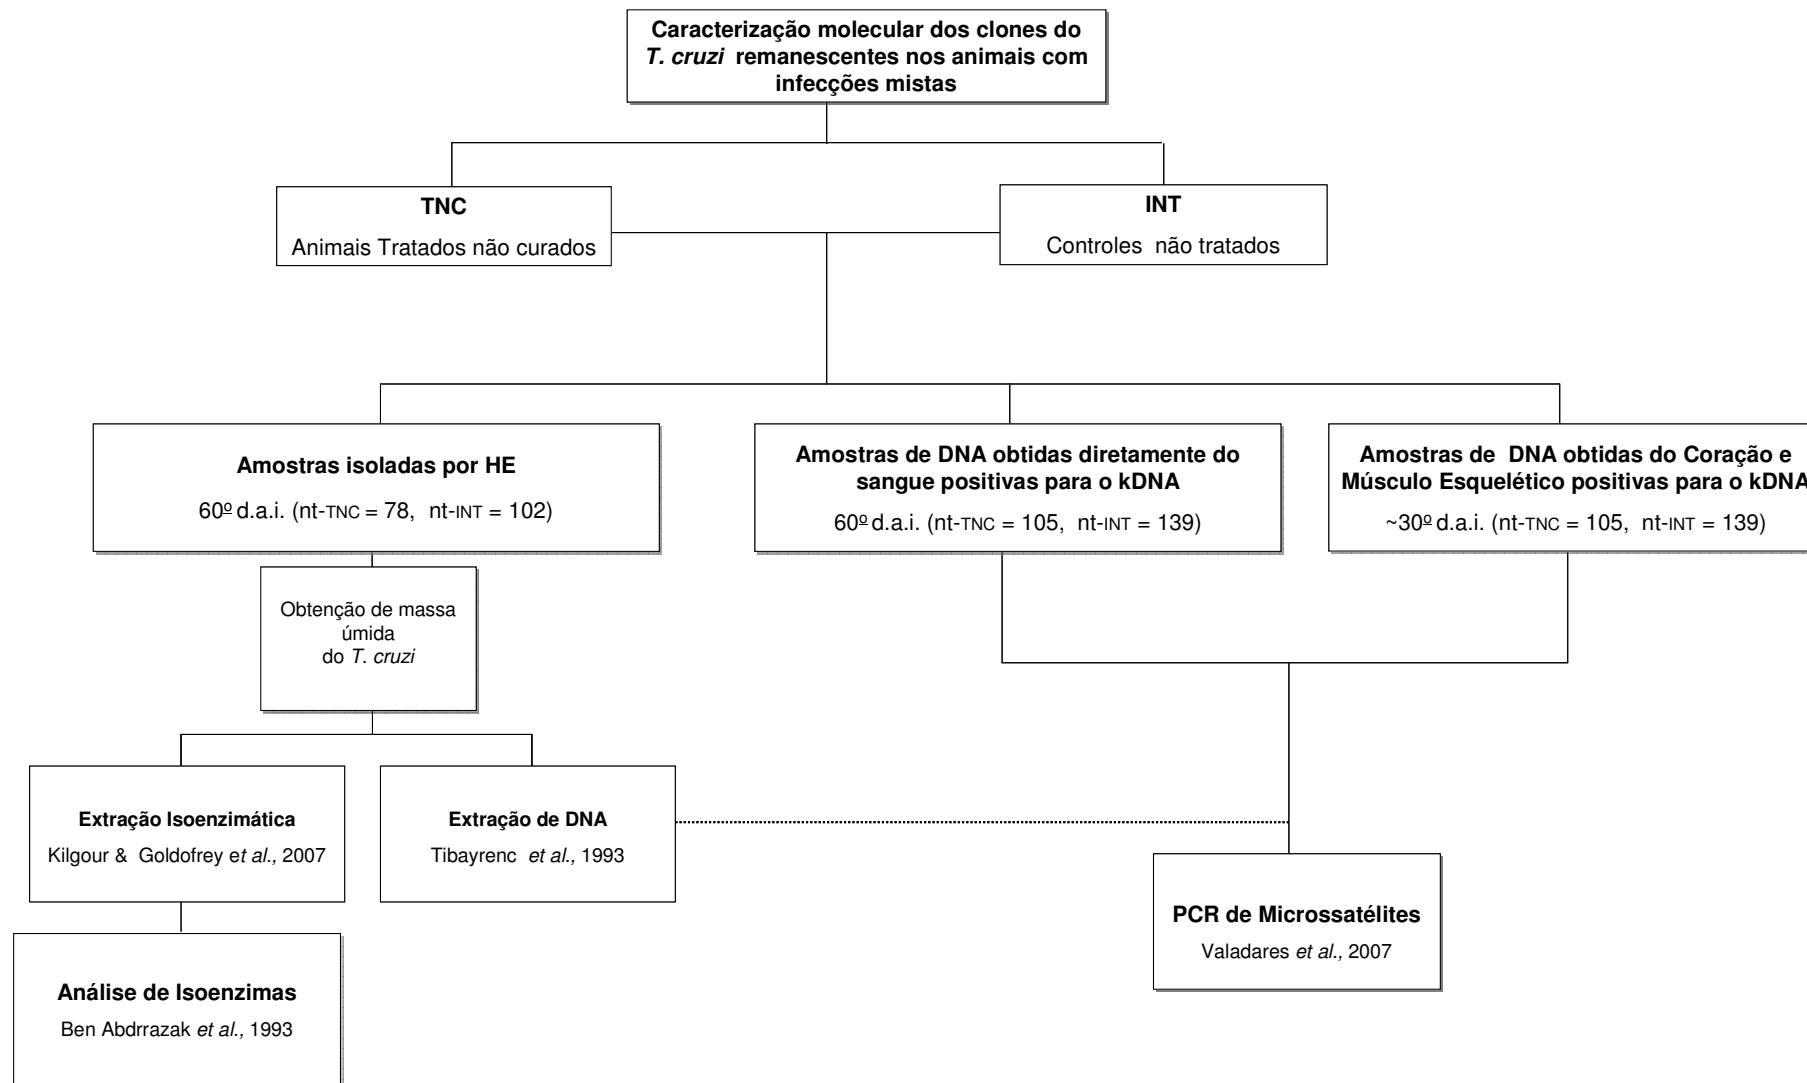 Caracterização molecular dos clones do
T. cruzi remanescentes nos animais com
infecções mistas
TNC
Animais Tratados não curados
INT
Controles não tratados
Amostras isoladas por HE
60º d.a.i. (nt-TNC = 78, nt-INT = 102)
Amostras de DNA obtidas diretamente do
sangue positivas para o kDNA
60º d.a.i. (nt-TNC = 105, nt-INT = 139)
Amostras de DNA obtidas do Coração e
Músculo Esquelético positivas para o kDNA
~30º d.a.i. (nt-TNC = 105, nt-INT = 139)
Obtenção de massa
úmida
do T. cruzi
Extração Isoenzimática
Kilgour & Goldofrey et al., 2007
Extração de DNA
Tibayrenc et al., 1993
PCR de Microssatélites
Valadares et al., 2007
Análise de Isoenzimas
Ben Abdrrazak et al., 1993